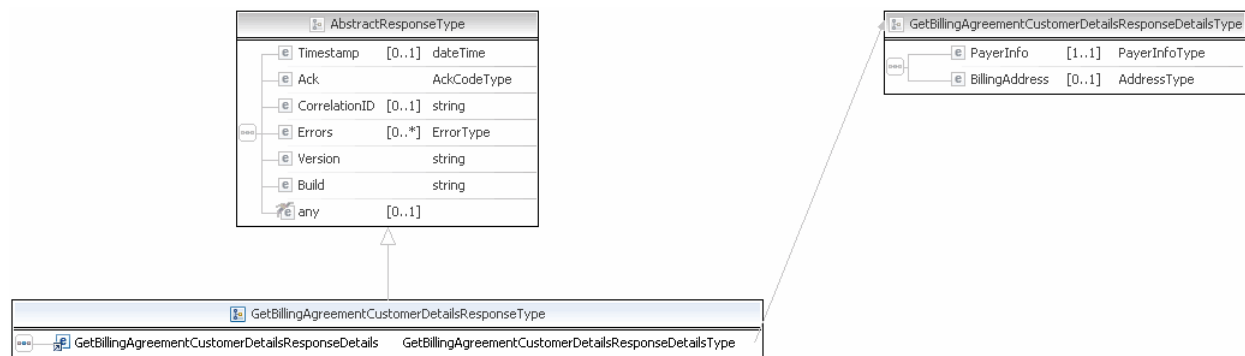 AbstractResponseType
Timestamp [0..1] dateTime
Ack AckCodeType
CorrelationID [0..1] string
Errors [0..*] ErrorType
Version string
Build string
any [0..1]
GetBillingAgreementCustomerDetailsResponseDetailsType
PayerInfo [1..1] PayerInfoType
BillingAddress [0..1] AddressType
GetBillingAgreementCustomerDetailsResponseType
GetBillingAgreementCustomerDetailsResponseDetails GetBillingAgreementCustomerDetailsResponseDetailsType